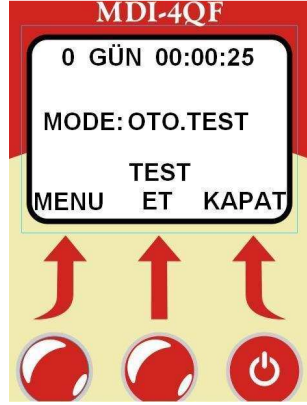 MDI-4QF
0 GÜN 00:00:25
MODE: OTO.TEST
TEST
MENU ET KAPAT